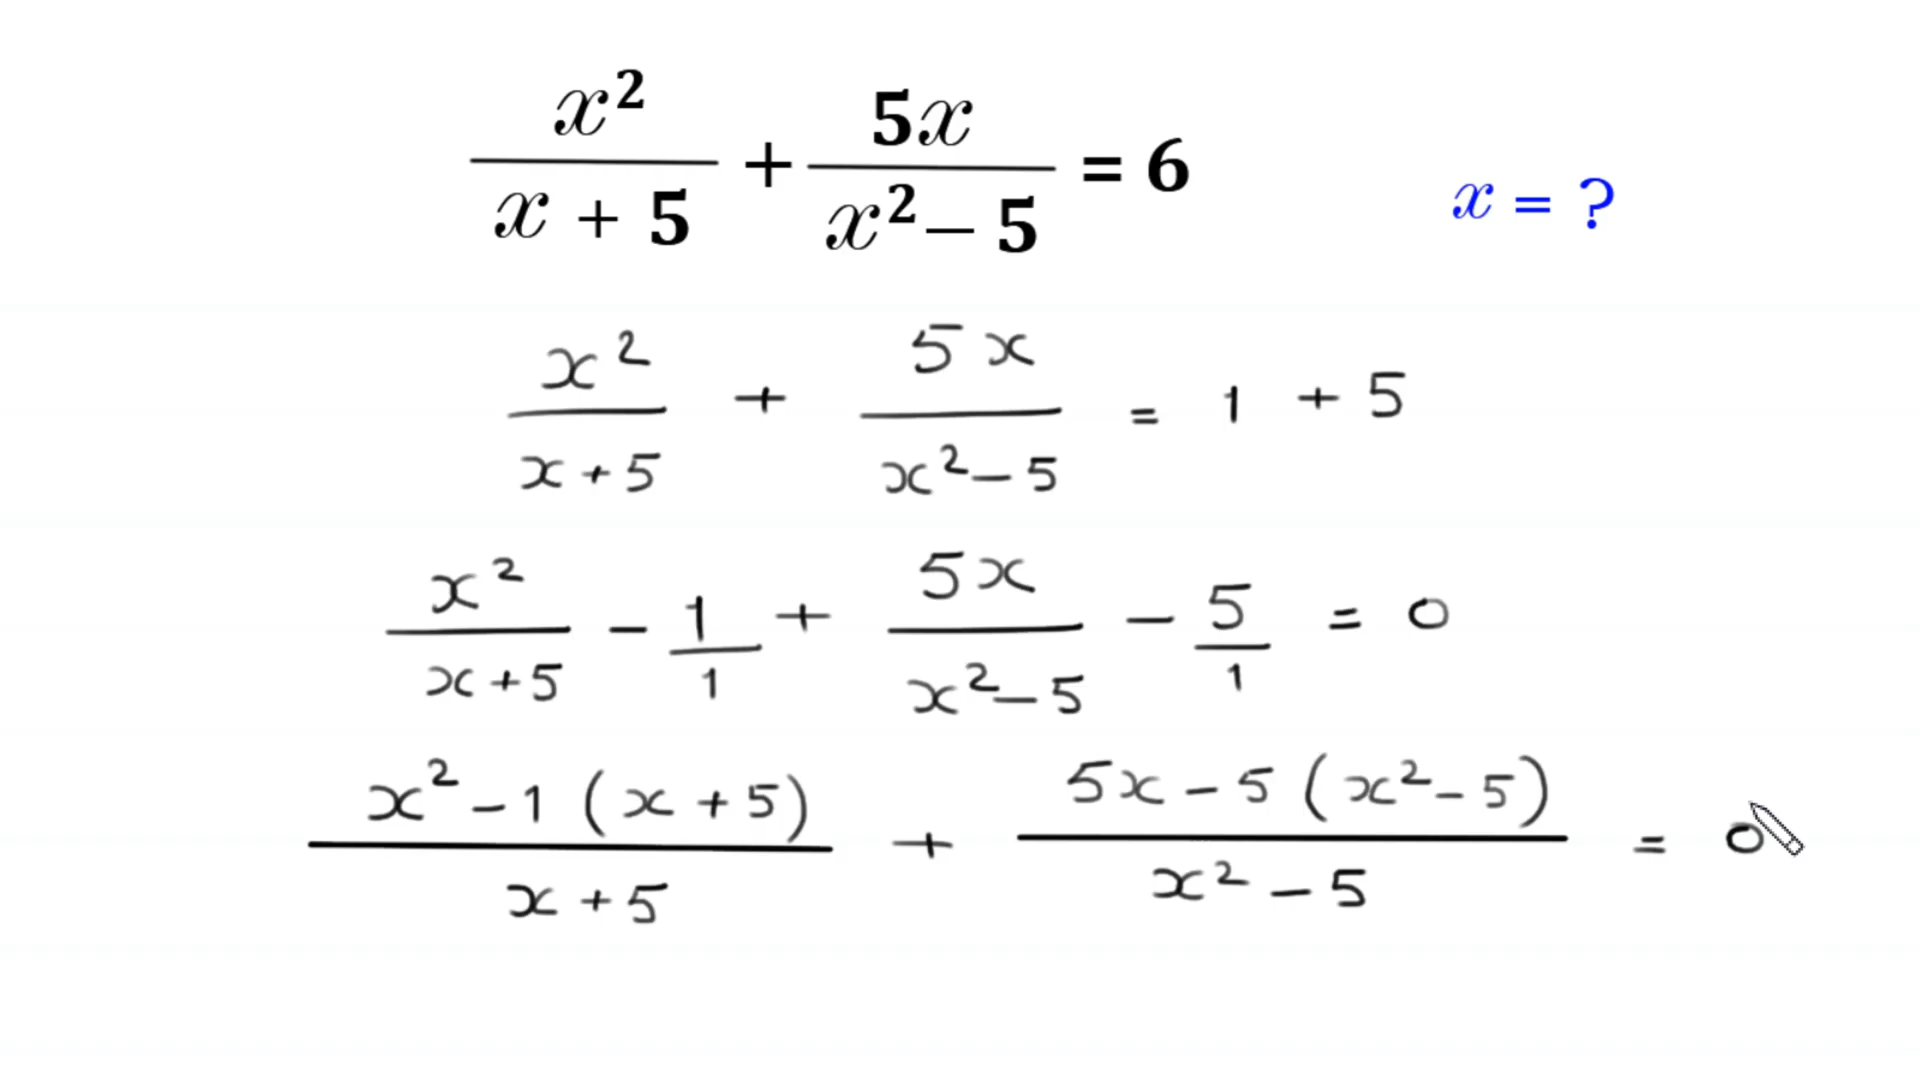 x²/(x + 5) + 5x/(x² − 5) = 6
x = ?
x²/(x + 5) + 5x/(x² − 5) = 1 + 5
x²/(x + 5) − 1/1 + 5x/(x² − 5) − 5/1 = 0
(x² − 1(x + 5))/(x + 5) + (5x − 5(x² − 5))/(x² − 5) = 0